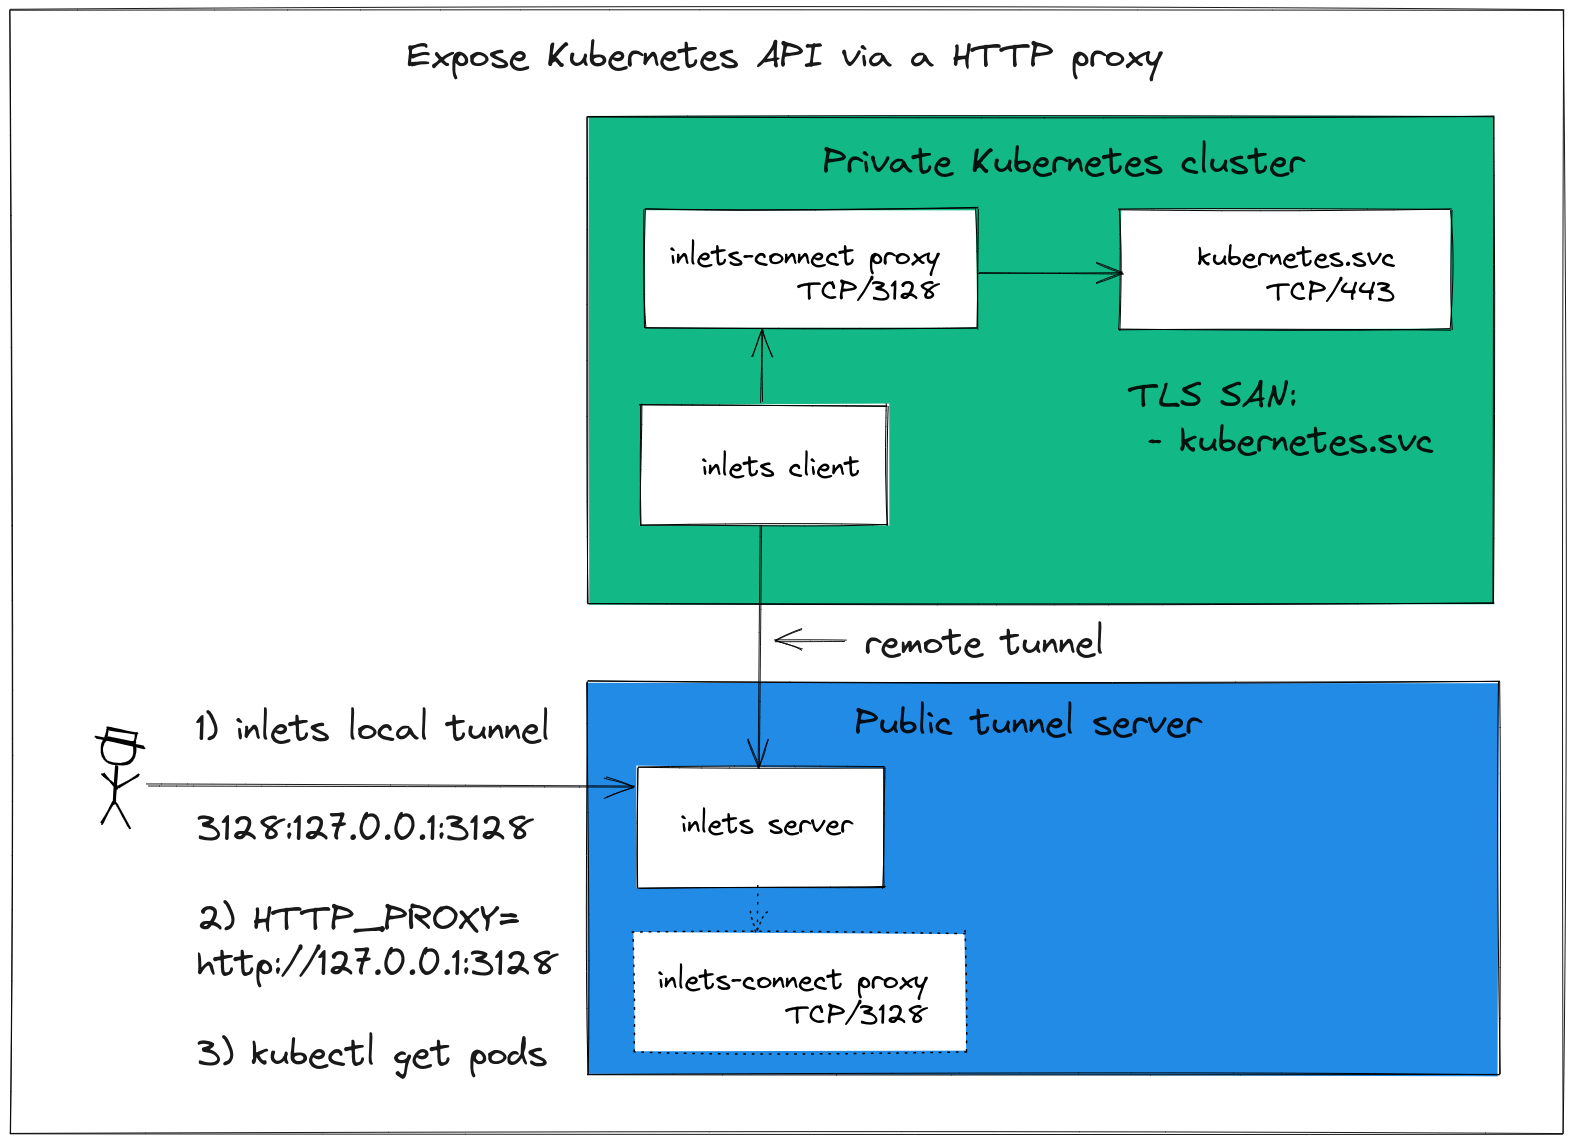 Expose Kubernetes API via a HTTP proxy
Private Kubernetes cluster
inlets-connect proxy
TCP/3128
kubernetes.svc
TCP/443
TLS SAN:
- kubernetes.svc
inlets client
remote tunnel
Public tunnel server
1) inlets local tunnel
3128:127.0.0.1:3128
inlets server
2) HTTP_PROXY=
http://127.0.0.1:3128
inlets-connect proxy
TCP/3128
3) kubectl get pods